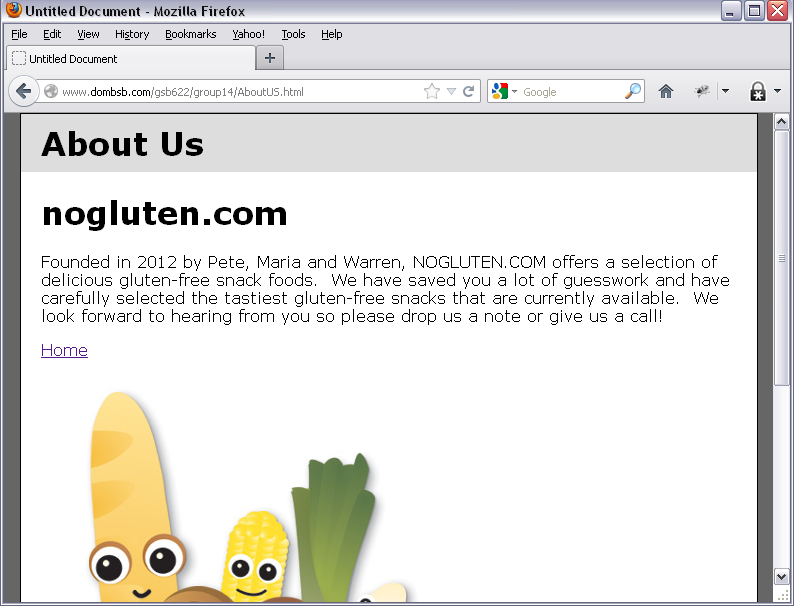 Untitled Document - Mozilla Firefox
File Edit View History Bookmarks Yahoo! Tools Help
Untitled Document
www.dombsb.com/gsb622/group14/AboutUS.html
Google
About Us
nogluten.com
Founded in 2012 by Pete, Maria and Warren, NOGLUTEN.COM offers a selection of
delicious gluten-free snack foods.  We have saved you a lot of guesswork and have
carefully selected the tastiest gluten-free snacks that are currently available.  We
look forward to hearing from you so please drop us a note or give us a call!
Home